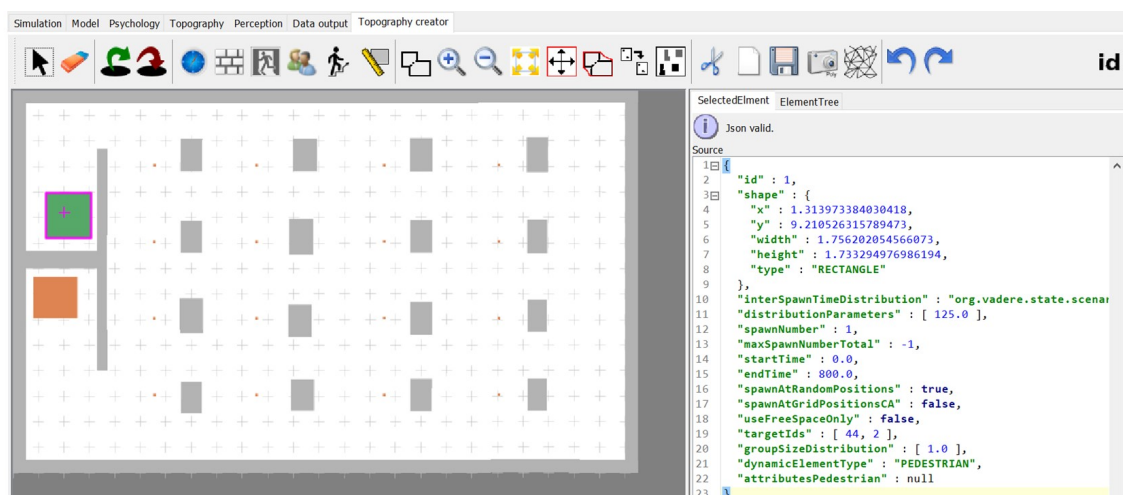 Simulation Model Psychology Topography Perception Data output Topography creator
id
SelectedElment ElementTree
i Json valid.
Source
1 {
2 "id" : 1,
3 "shape" : {
4 "x" : 1.313973384030418,
5 "y" : 9.210526315789473,
6 "width" : 1.756202054566073,
7 "height" : 1.733294976986194,
8 "type" : "RECTANGLE"
9 },
10 "interSpawnTimeDistribution" : "org.vadere.state.scenar
11 "distributionParameters" : [ 125.0 ],
12 "spawnNumber" : 1,
13 "maxSpawnNumberTotal" : -1,
14 "startTime" : 0.0,
15 "endTime" : 800.0,
16 "spawnAtRandomPositions" : true,
17 "spawnAtGridPositionsCA" : false,
18 "useFreeSpaceOnly" : false,
19 "targetIds" : [ 44, 2 ],
20 "groupSizeDistribution" : [ 1.0 ],
21 "dynamicElementType" : "PEDESTRIAN",
22 "attributesPedestrian" : null
23 }